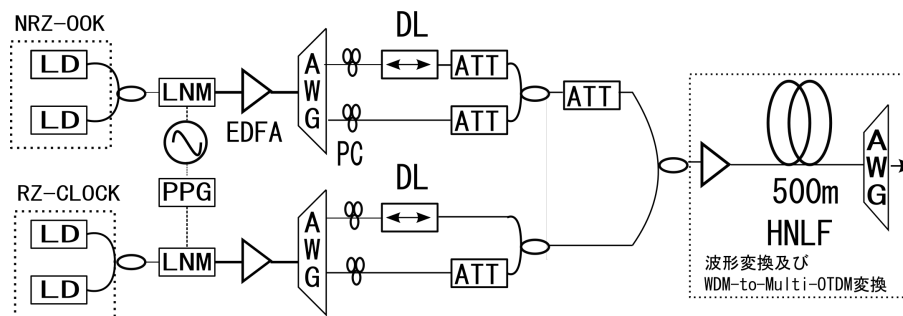 NRZ-OOK
LD
LD
LNM
EDFA
AWG
PC
DL
ATT
ATT
ATT
PPG
RZ-CLOCK
LD
LD
LNM
AWG
DL
ATT
500m
HNLF
AWG
波形変換及び
WDM-to-Multi-OTDM変換